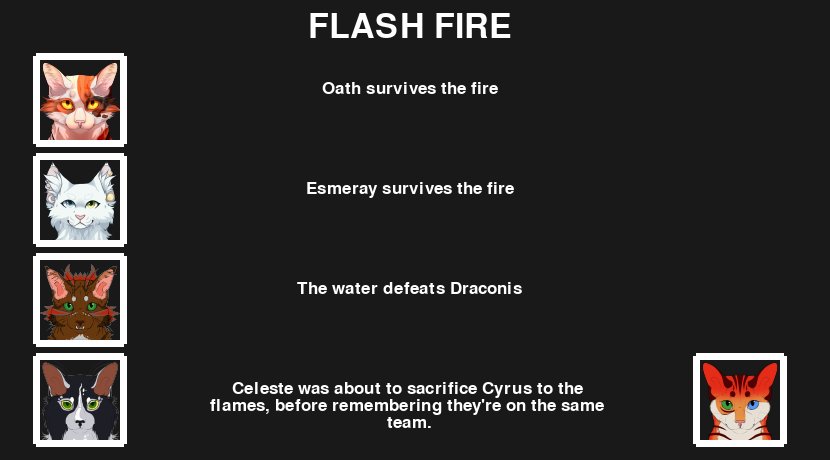 FLASH FIRE
Oath survives the fire
Esmeray survives the fire
The water defeats Draconis
Celeste was about to sacrifice Cyrus to the
flames, before remembering they're on the same
team.